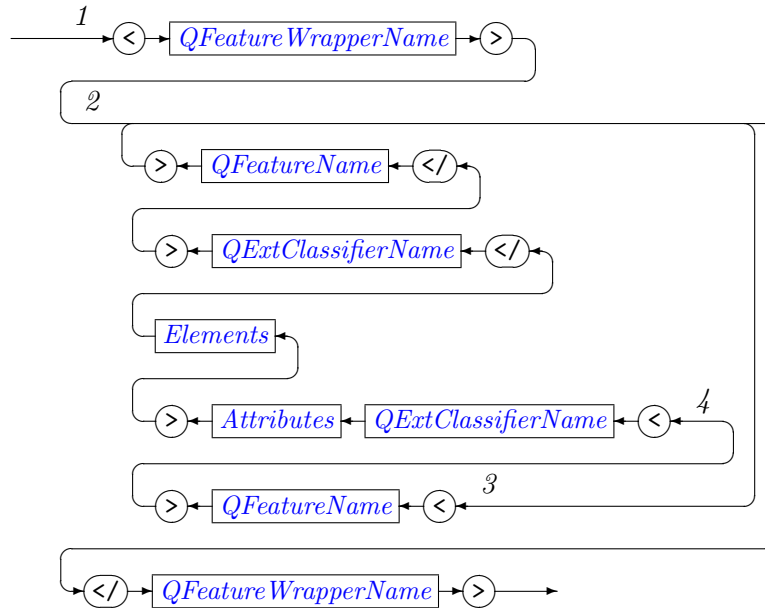 1
< QFeatureWrapperName >
2
> QFeatureName </
> QExtClassifierName </
Elements
4
> Attributes QExtClassifierName <
3
> QFeatureName <
</ QFeatureWrapperName >